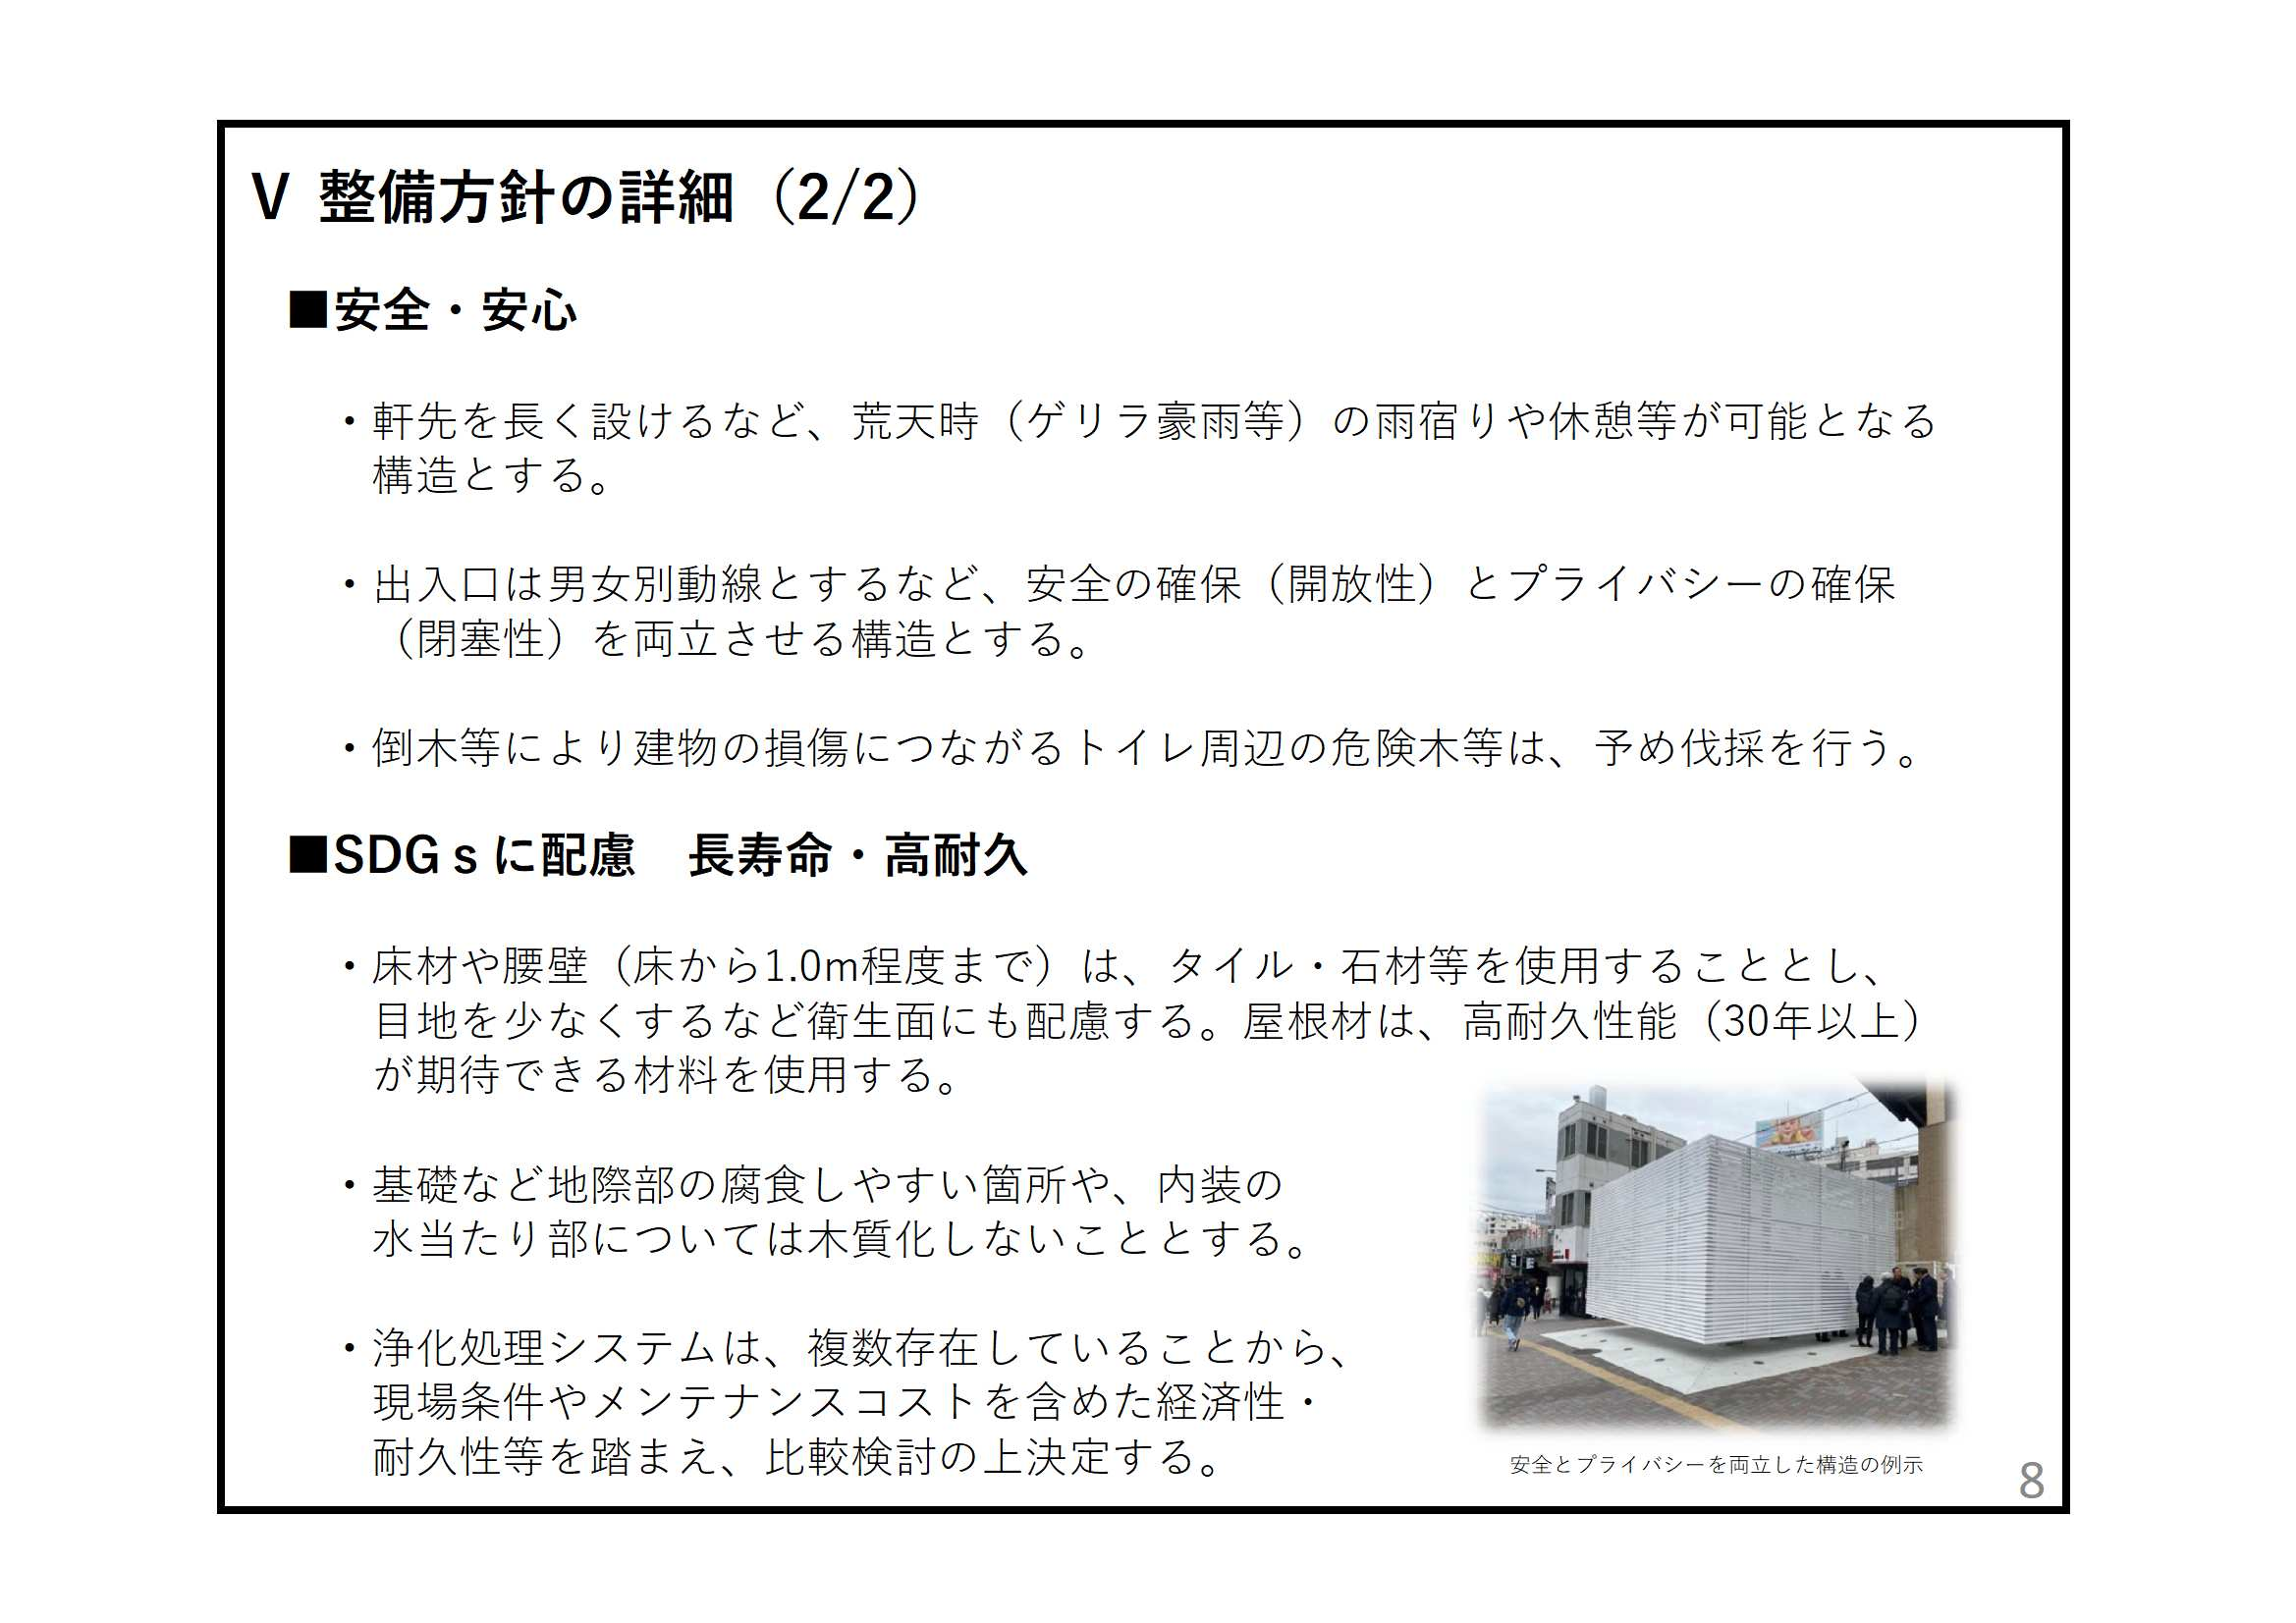 Ⅴ 整備方針の詳細（2/2）
■安全・安心
・軒先を長く設けるなど、荒天時（ゲリラ豪雨等）の雨宿りや休憩等が可能となる
構造とする。
・出入口は男女別動線とするなど、安全の確保（開放性）とプライバシーの確保
（閉塞性）を両立させる構造とする。
・倒木等により建物の損傷につながるトイレ周辺の危険木等は、予め伐採を行う。
■SDGｓに配慮　長寿命・高耐久
・床材や腰壁（床から1.0m程度まで）は、タイル・石材等を使用することとし、
目地を少なくするなど衛生面にも配慮する。屋根材は、高耐久性能（30年以上）
が期待できる材料を使用する。
・基礎など地際部の腐食しやすい箇所や、内装の
水当たり部については木質化しないこととする。
・浄化処理システムは、複数存在していることから、
現場条件やメンテナンスコストを含めた経済性・
耐久性等を踏まえ、比較検討の上決定する。
安全とプライバシーを両立した構造の例示
8